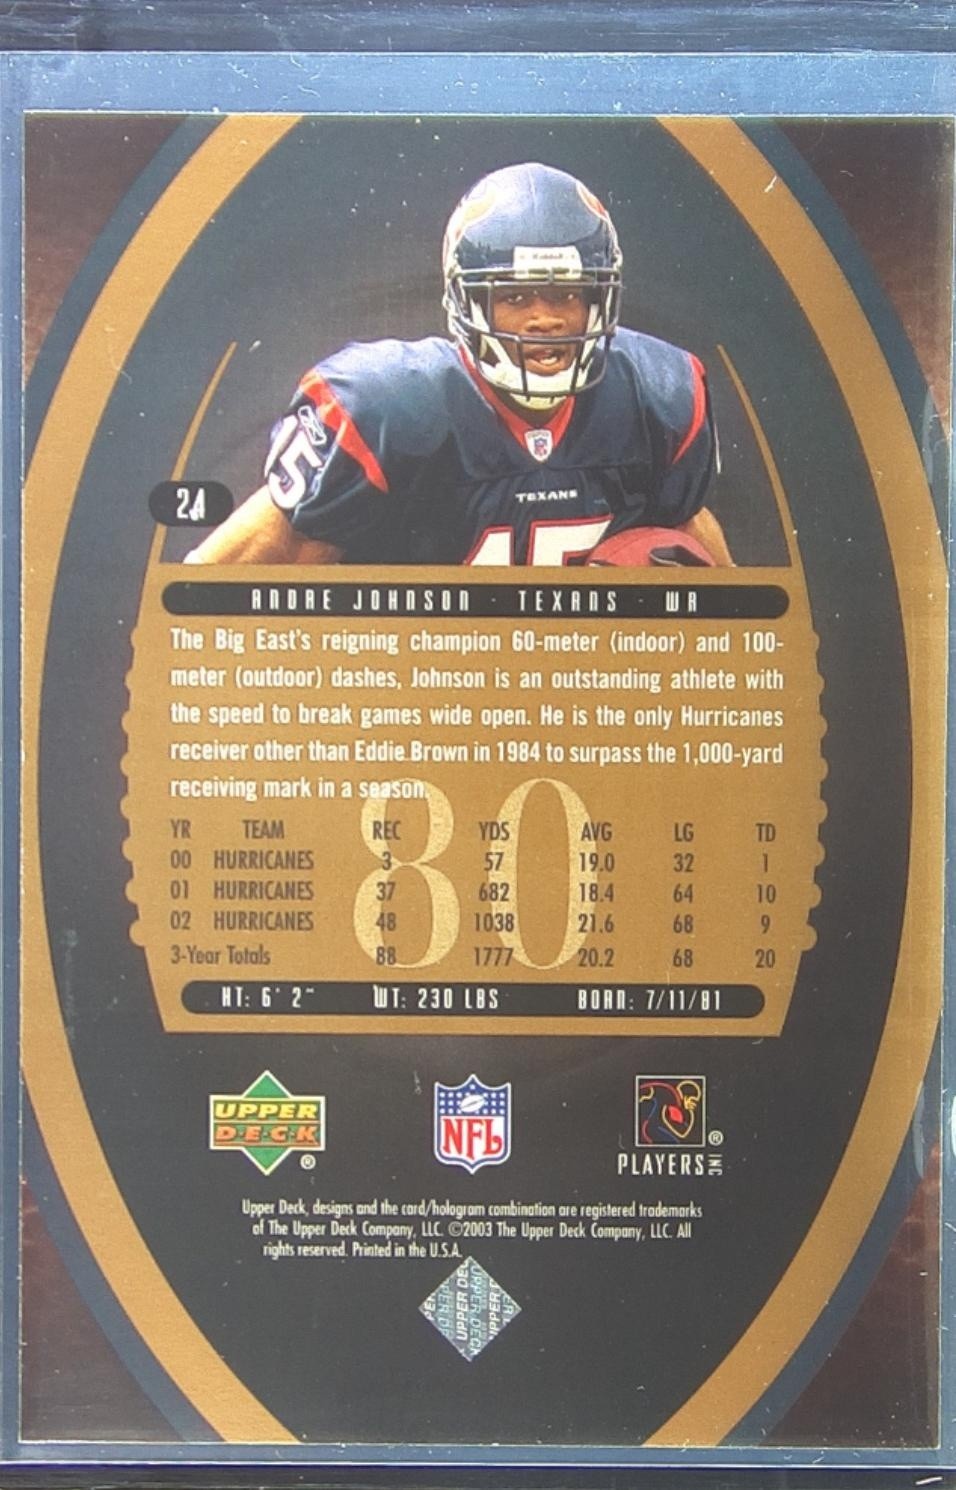 Riddell
15
TEXANS
15
24
ANDRE JOHNSON · TEXANS · WR
The Big East's reigning champion 60-meter (indoor) and 100-
meter (outdoor) dashes, Johnson is an outstanding athlete with
the speed to break games wide open. He is the only Hurricanes
receiver other than Eddie Brown in 1984 to surpass the 1,000-yard
receiving mark in a season.
80
YR TEAM REC YDS AVG LG TD
00 HURRICANES 3 57 19.0 32 1
01 HURRICANES 37 682 18.4 64 10
02 HURRICANES 48 1038 21.6 68 9
3-Year Totals 88 1777 20.2 68 20
HT: 6' 2" WT: 230 LBS BORN: 7/11/81
UPPER
D·E·C·K
®
NFL
®
PLAYERS INC
Upper Deck, designs and the card/hologram combination are registered trademarks
of The Upper Deck Company, LLC. ©2003 The Upper Deck Company, LLC. All
rights reserved. Printed in the U.S.A.